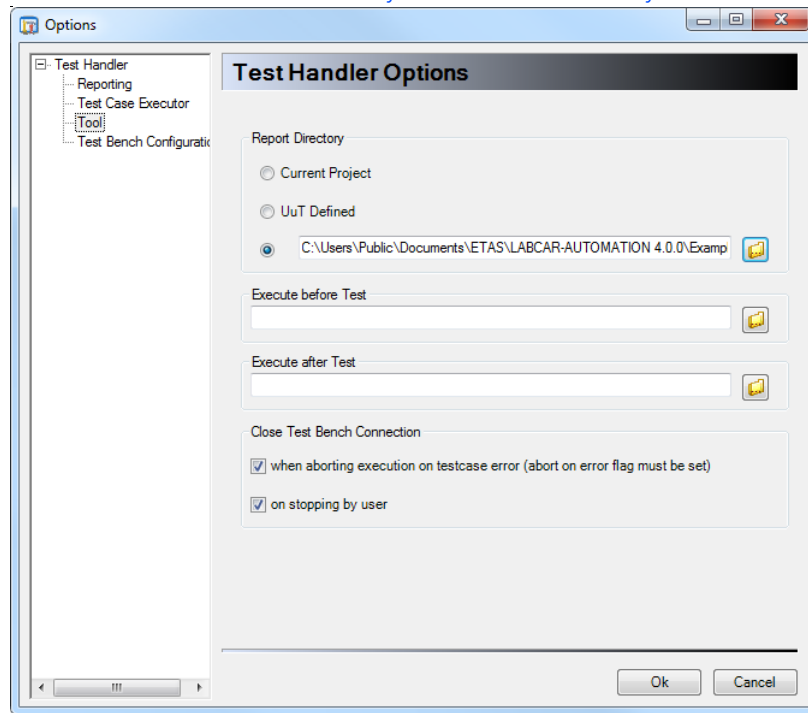 Options
Test Handler
Reporting
Test Case Executor
Tool
Test Bench Configuratio
Test Handler Options
Report Directory
Current Project
UuT Defined
C:\Users\Public\Documents\ETAS\LABCAR-AUTOMATION 4.0.0\Examp
Execute before Test
Execute after Test
Close Test Bench Connection
when aborting execution on testcase error (abort on error flag must be set)
on stopping by user
Ok
Cancel